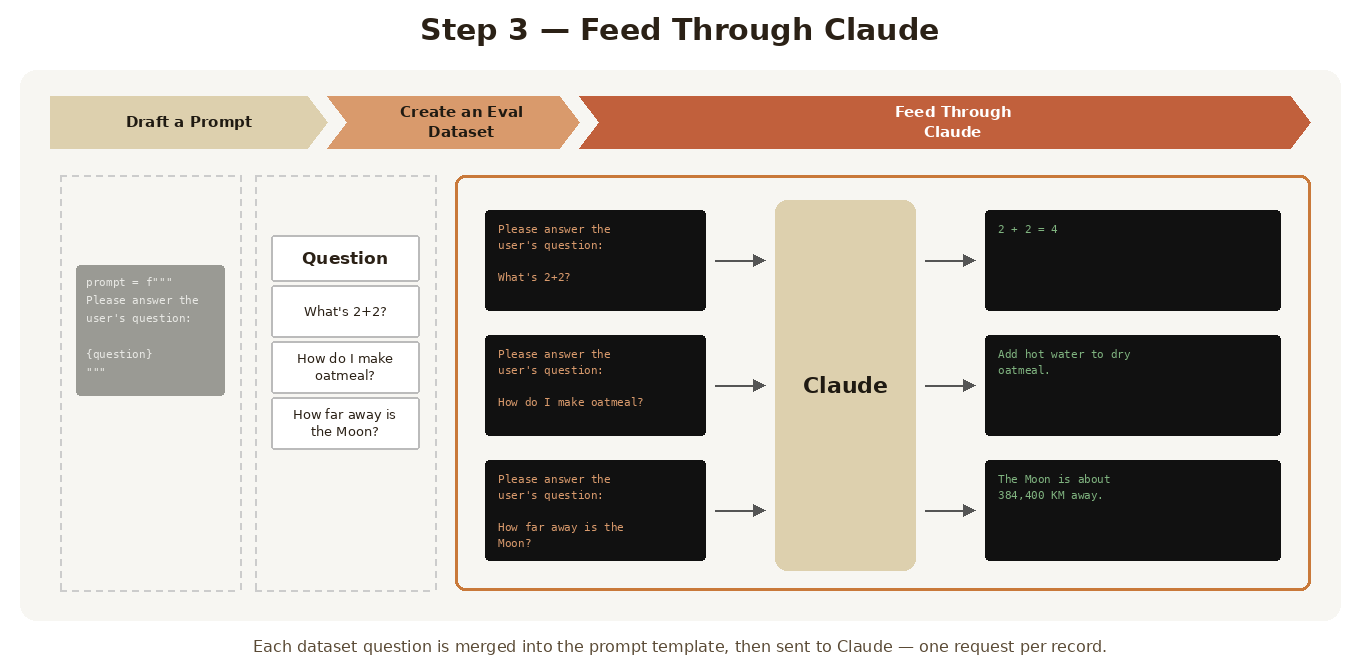 Step 3 — Feed Through Claude
Draft a Prompt
Create an Eval
Dataset
Feed Through
Claude
prompt = f"""
Please answer the
user's question:
{question}
"""
Question
What's 2+2?
How do I make
oatmeal?
How far away is
the Moon?
Please answer the
user's question:
What's 2+2?
Please answer the
user's question:
How do I make oatmeal?
Please answer the
user's question:
How far away is the
Moon?
Claude
2 + 2 = 4
Add hot water to dry
oatmeal.
The Moon is about
384,400 KM away.
Each dataset question is merged into the prompt template, then sent to Claude — one request per record.